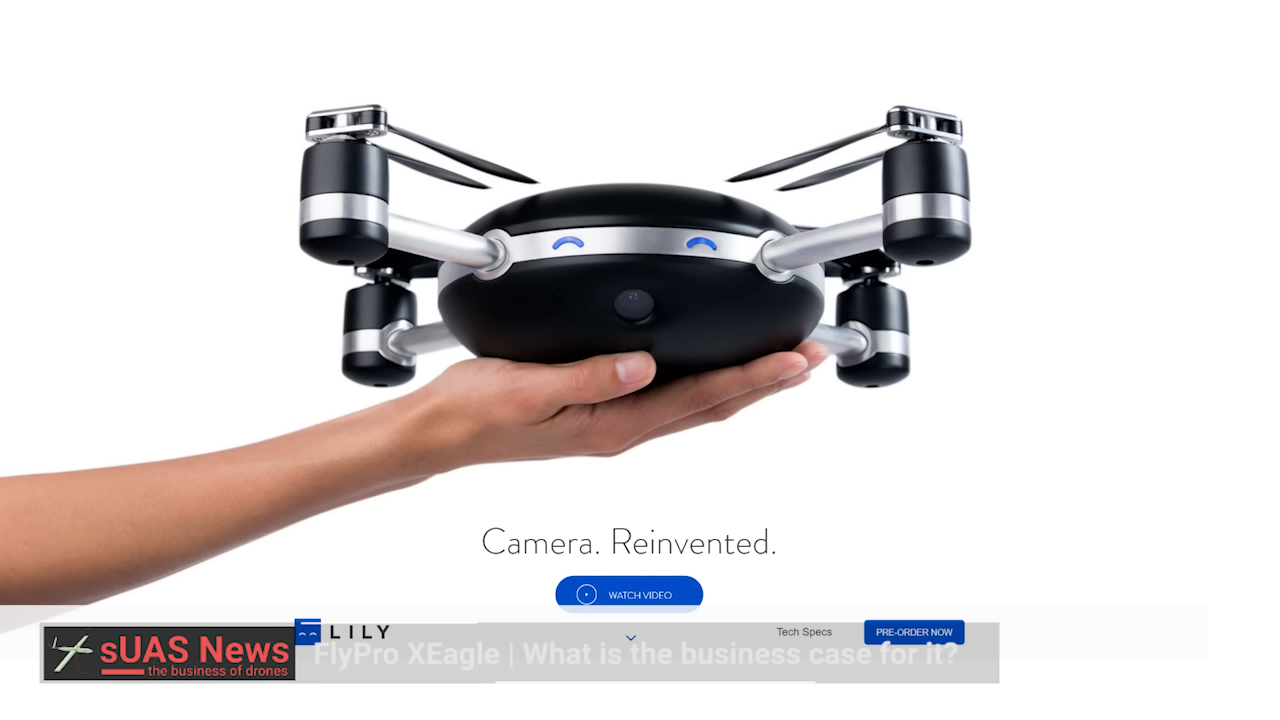 Camera. Reinvented.
WATCH VIDEO
LILY
Tech Specs
PRE-ORDER NOW
sUAS News
the business of drones
FlyPro XEagle | What is the business case for it?